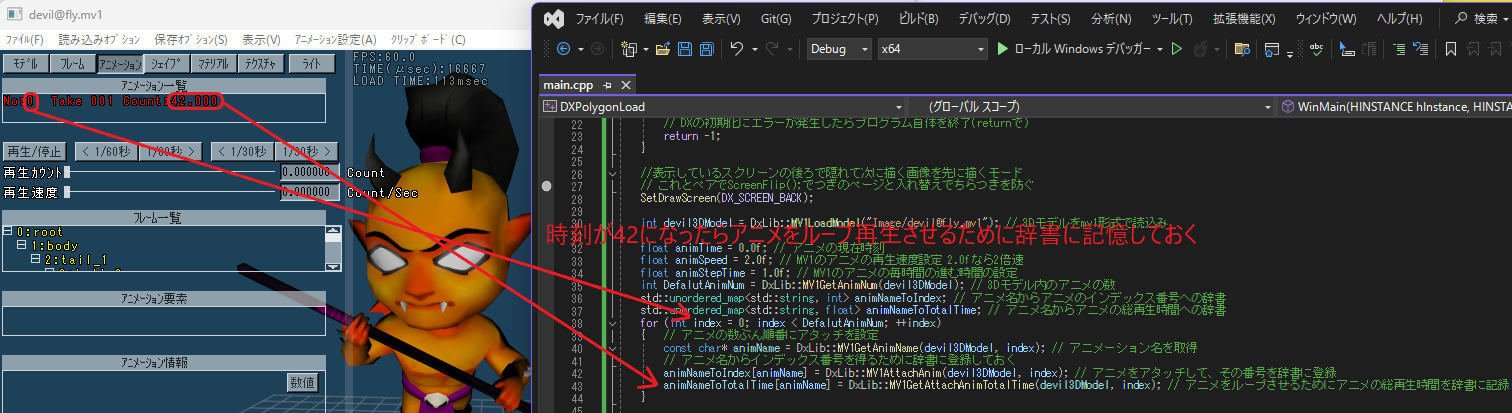 devil@fly.mv1
ファイル(F) 読み込みオプション 保存オプション(S) 表示(V) アニメーション設定(A) クリップボード(C)
モデル フレーム アニメーション シェイプ マテリアル テクスチャ ライト
FPS:60.0
TIME(μsec):16667
LOAD TIME:113msec
アニメーション一覧
No:0 Take 001 Count:42.000
再生/停止 < 1/60秒 1/60秒 > < 1/30秒 1/30秒 >
再生カウント 0.000000 Count
再生速度 0.000000 Count/Sec
フレーム一覧
0:root
1:body
2:tail_1
アニメーション要素
アニメーション情報
数値
ファイル(F) 編集(E) 表示(V) Git(G) プロジェクト(P) ビルド(B) デバッグ(D) テスト(S) 分析(N) ツール(T) 拡張機能(X) ウィンドウ(W) ヘルプ(H) 検索
Debug x64 ローカル Windows デバッガー
main.cpp
DXPolygonLoad (グローバル スコープ) WinMain(HINSTANCE hInstance, HINST
22 // DXの初期化にエラーが発生したらプログラム自体を終了(returnで)
23 return -1;
24 }
25
26 //表示しているスクリーンの後ろで隠れて次に描く画像を先に描くモード
27 // これとペアでScreenFlip();でつぎのページと入れ替えでちらつきを防ぐ
28 SetDrawScreen(DX_SCREEN_BACK);
int devil3DModel = DxLib::MV1LoadModel("Image/devil@fly.mv1"); // 3Dモデルをmv1形式で読込み
時刻が42になったらアニメをループ再生させるために辞書に記憶しておく
32 float animTime = 0.0f; // アニメの現在時刻
33 float animSpeed = 2.0f; // MV1のアニメの再生速度設定 2.0fなら2倍速
34 float animStepTime = 1.0f; // MV1のアニメの毎時間の進む時間の設定
35 int DefalutAnimNum = DxLib::MV1GetAnimNum(devil3DModel); // 3Dモデル内のアニメの数
36 std::unordered_map<std::string, int> animNameToIndex; // アニメ名からアニメのインデックス番号への辞書
37 std::unordered_map<std::string, float> animNameToTotalTime; // アニメ名からアニメの総再生時間への辞書
38 for (int index = 0; index < DefalutAnimNum; ++index)
39 { // アニメの数ぶん順番にアタッチを設定
40 const char* animName = DxLib::MV1GetAnimName(devil3DModel, index); // アニメーション名を取得
41 // アニメ名からインデックス番号を得るために辞書に登録しておく
42 animNameToIndex[animName] = DxLib::MV1AttachAnim(devil3DModel, index); // アニメをアタッチして、その番号を辞書に登録
43 animNameToTotalTime[animName] = DxLib::MV1GetAttachAnimTotalTime(devil3DModel, index); // アニメをループさせるためにアニメの総再生時間を辞書に記録
44 }